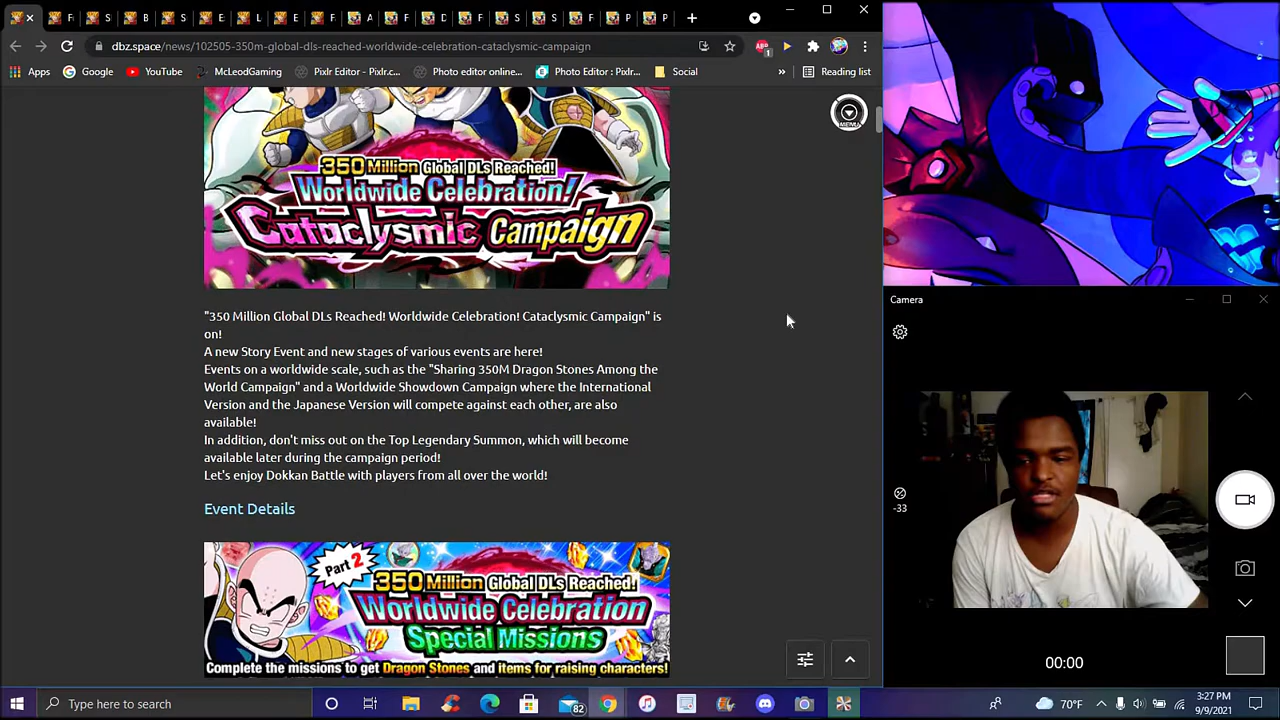 F
F
S
B
S
E
L
E
F
A
F
D
F
S
S
F
P
P
dbz.space/news/102505-350m-global-dls-reached-worldwide-celebration-cataclysmic-campaign
1
Apps
Google
YouTube
McLeodGaming
Pixlr Editor - Pixlr.c...
Photo editor online...
Photo Editor : Pixlr...
Social
»
Reading list
MENU
350 Million Global DLs Reached!
Worldwide Celebration!
Cataclysmic Campaign
"350 Million Global DLs Reached! Worldwide Celebration! Cataclysmic Campaign" is
on!
A new Story Event and new stages of various events are here!
Events on a worldwide scale, such as the "Sharing 350M Dragon Stones Among the
World Campaign" and a Worldwide Showdown Campaign where the International
Version and the Japanese Version will compete against each other, are also
available!
In addition, don't miss out on the Top Legendary Summon, which will become
available later during the campaign period!
Let's enjoy Dokkan Battle with players from all over the world!
Event Details
Part 2
350 Million Global DLs Reached!
Worldwide Celebration
Special Missions
Complete the missions to get Dragon Stones and items for raising characters!
Camera
-33
00:00
Type here to search
82
70°F
3:27 PM
9/9/2021